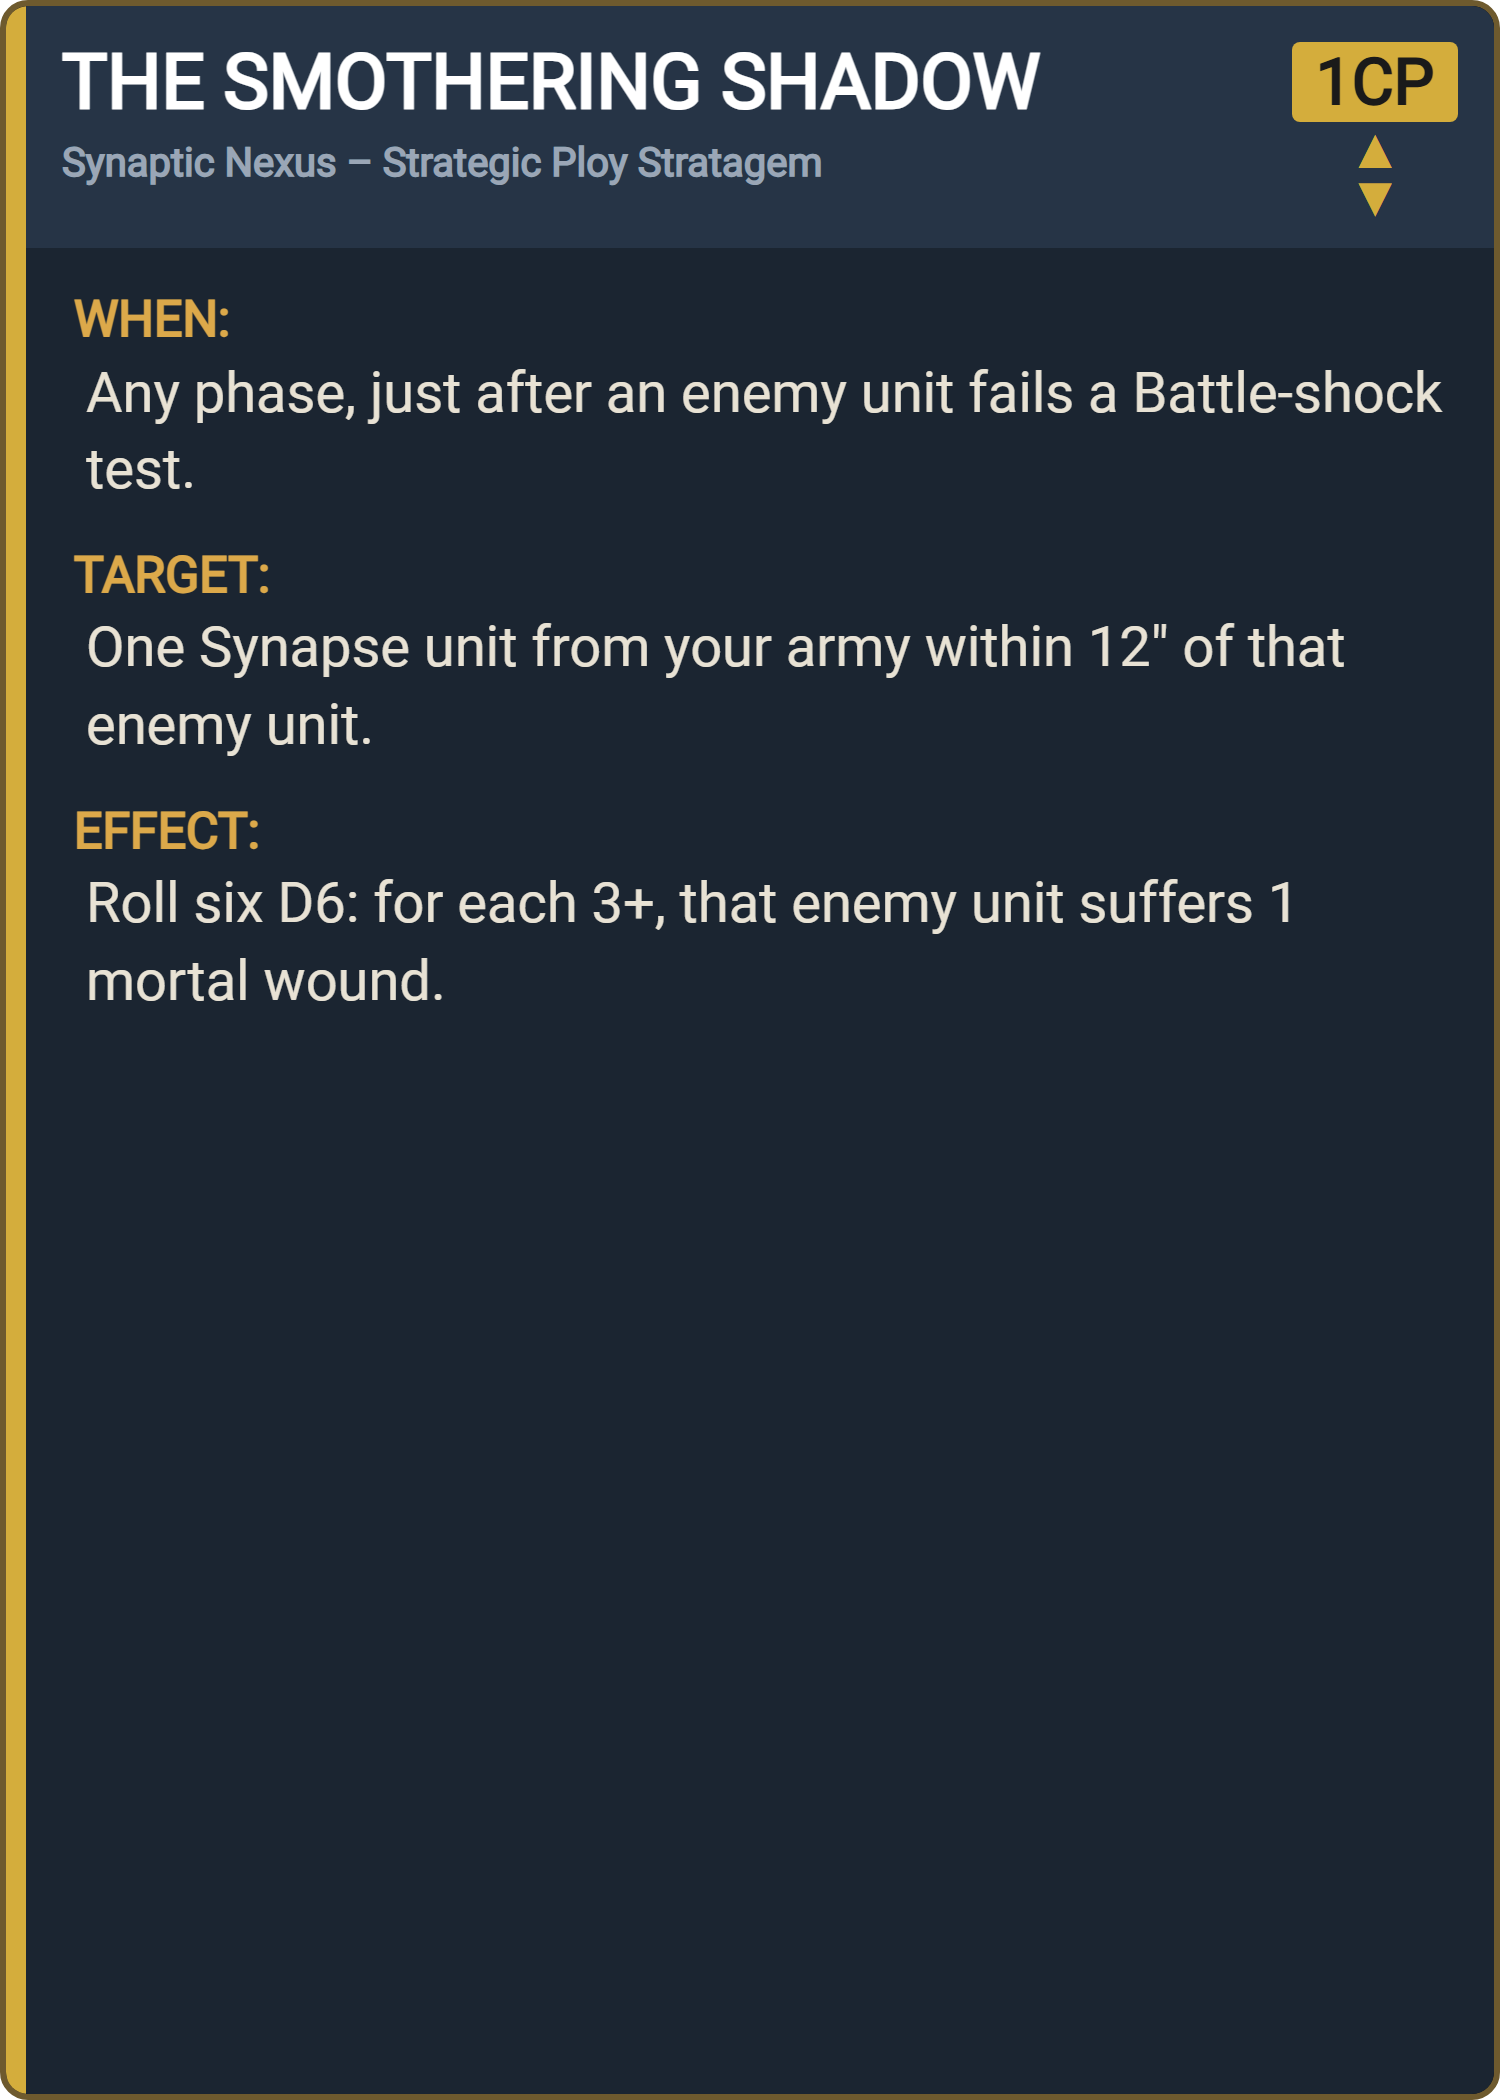 THE SMOTHERING SHADOW
1CP
Synaptic Nexus – Strategic Ploy Stratagem
▲
▼
WHEN:
Any phase, just after an enemy unit fails a Battle-shock
test.
TARGET:
One Synapse unit from your army within 12" of that
enemy unit.
EFFECT:
Roll six D6: for each 3+, that enemy unit suffers 1
mortal wound.